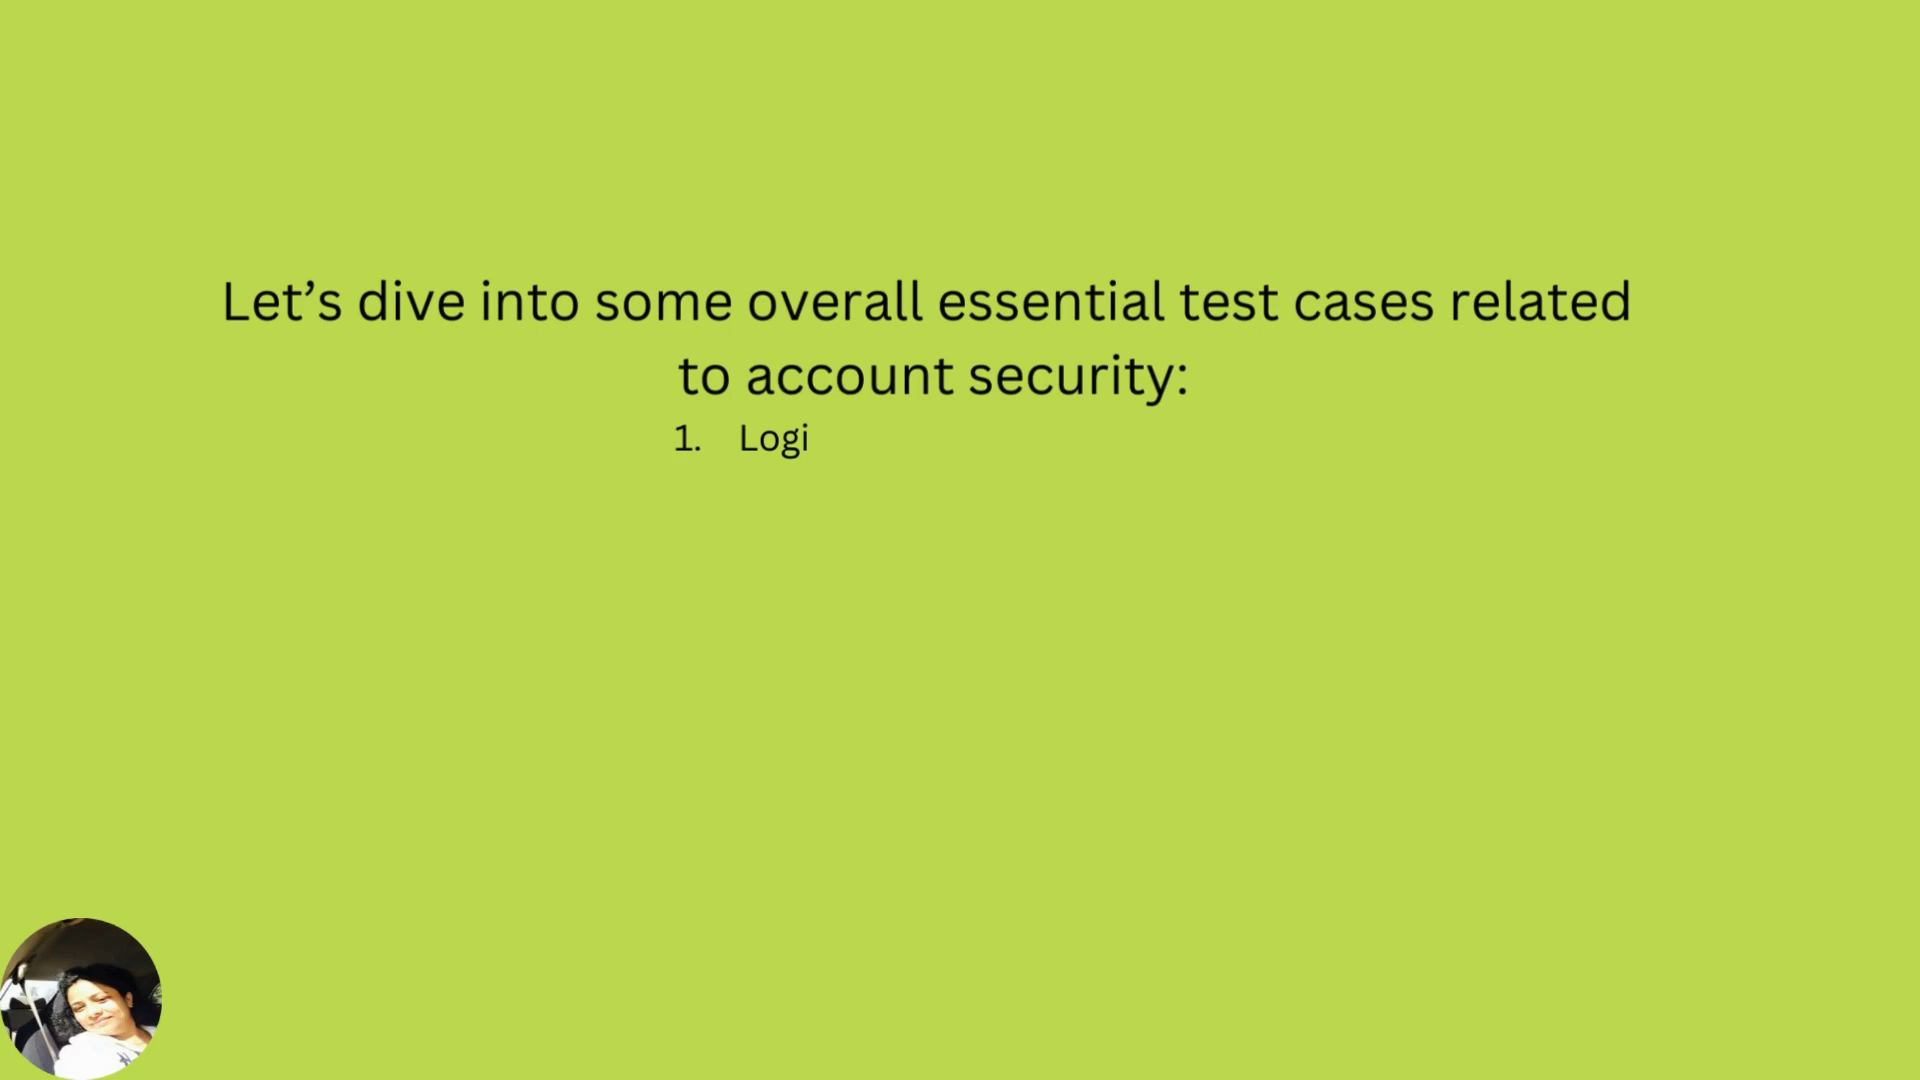 Let’s dive into some overall essential test cases related
to account security:
1. Logi